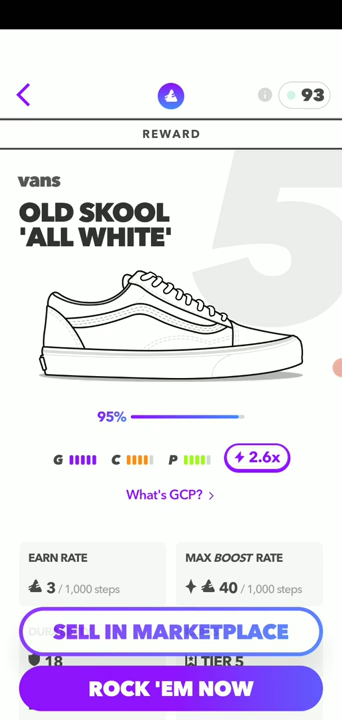 93
REWARD
vans
5
OLD SKOOL
'ALL WHITE'
95%
G C P 2.6x
What's GCP? >
EARN RATE
3 / 1,000 steps
MAX BOOST RATE
40 / 1,000 steps
SELL IN MARKETPLACE
18
TIER 5
ROCK 'EM NOW